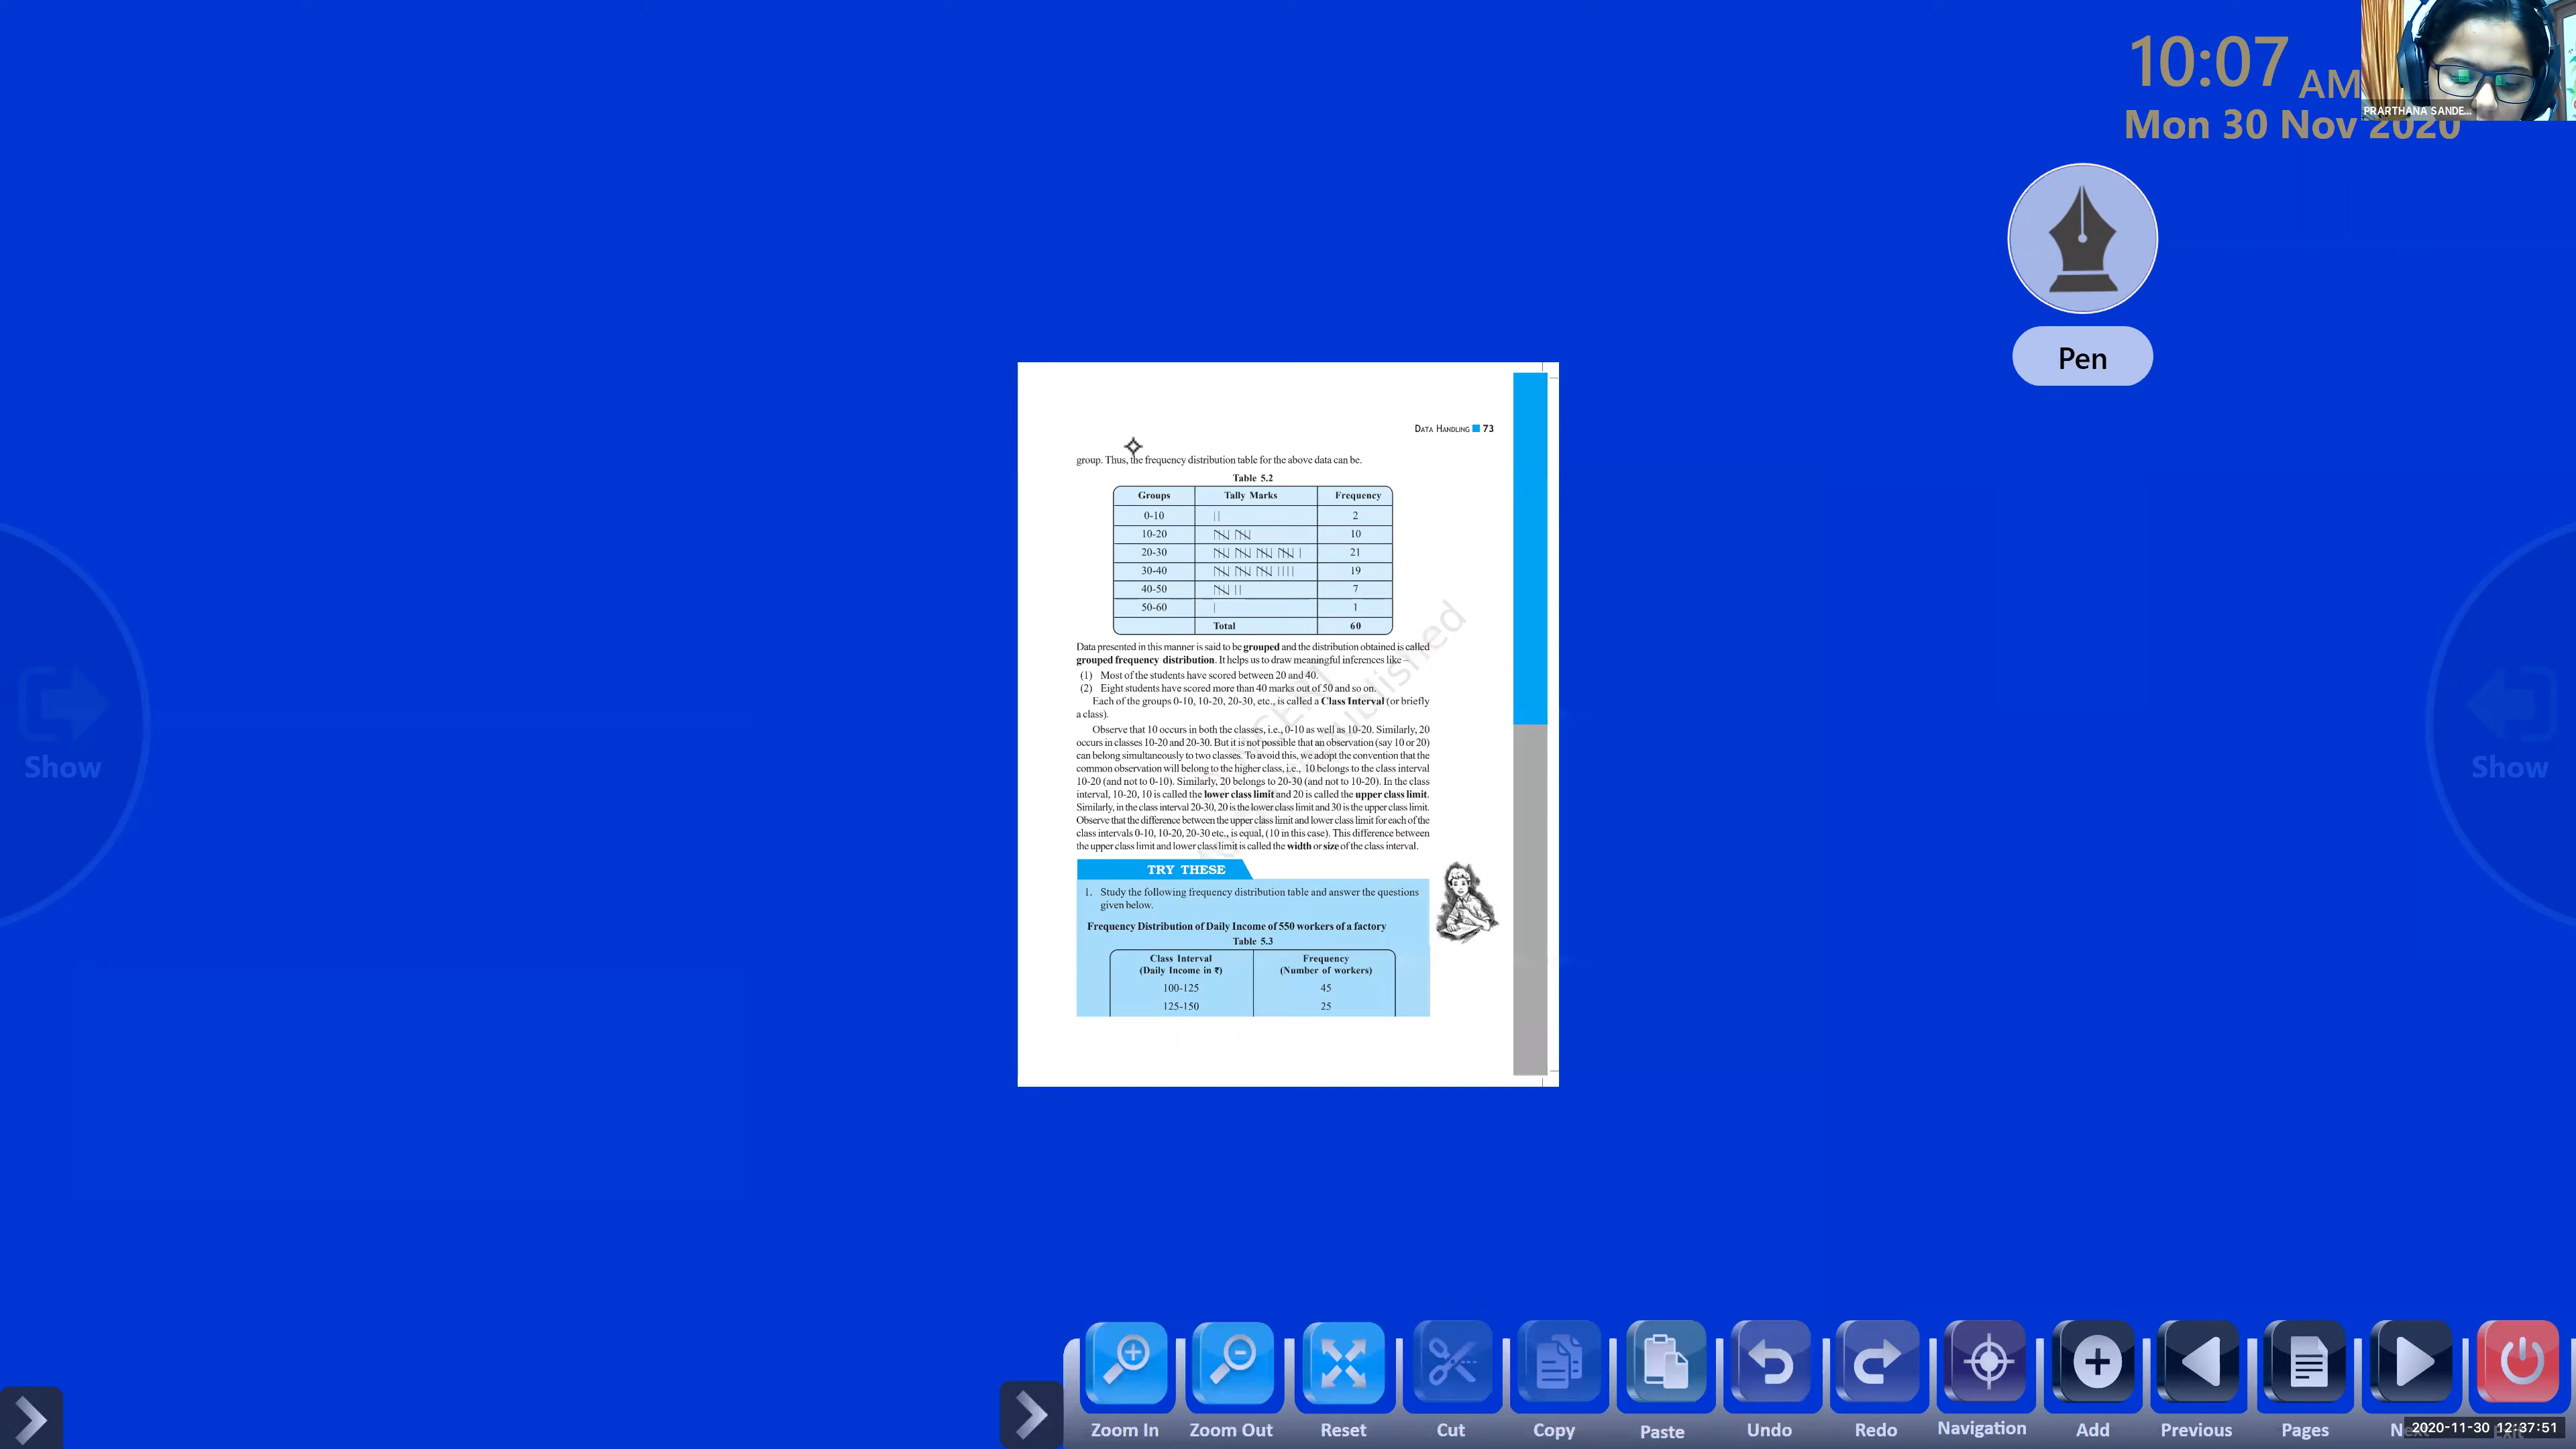 10:07 AM
PRARTHANA SANDE...
Mon 30 Nov 2020
Pen
DATA HANDLING 73
group. Thus, the frequency distribution table for the above data can be.
Table 5.2
Groups Tally Marks Frequency
0-10 2
10-20 10
20-30 21
30-40 19
40-50 7
50-60 1
Total 60
Data presented in this manner is said to be grouped and the distribution obtained is called
grouped frequency distribution. It helps us to draw meaningful inferences like –
(1) Most of the students have scored between 20 and 40.
(2) Eight students have scored more than 40 marks out of 50 and so on.
Each of the groups 0-10, 10-20, 20-30, etc., is called a Class Interval (or briefly
a class).
Observe that 10 occurs in both the classes, i.e., 0-10 as well as 10-20. Similarly, 20
occurs in classes 10-20 and 20-30. But it is not possible that an observation (say 10 or 20)
can belong simultaneously to two classes. To avoid this, we adopt the convention that the
common observation will belong to the higher class, i.e., 10 belongs to the class interval
10-20 (and not to 0-10). Similarly, 20 belongs to 20-30 (and not to 10-20). In the class
interval, 10-20, 10 is called the lower class limit and 20 is called the upper class limit.
Similarly, in the class interval 20-30, 20 is the lower class limit and 30 is the upper class limit.
Observe that the difference between the upper class limit and lower class limit for each of the
class intervals 0-10, 10-20, 20-30 etc., is equal, (10 in this case). This difference between
the upper class limit and lower class limit is called the width or size of the class interval.
TRY THESE
1. Study the following frequency distribution table and answer the questions
given below.
Frequency Distribution of Daily Income of 550 workers of a factory
Table 5.3
Class Interval Frequency
(Daily Income in ₹) (Number of workers)
100-125 45
125-150 25
Show
Show
Zoom In Zoom Out Reset Cut Copy Paste Undo Redo Navigation Add Previous Pages
2020-11-30 12:37:51